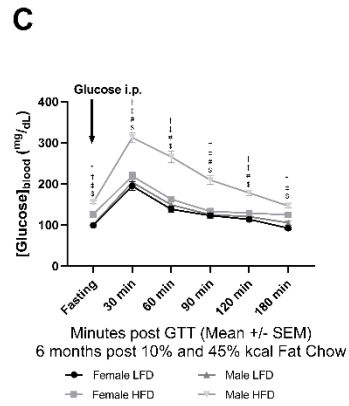 C
Glucose i.p.
[Glucose]blood (mg/dL)
400
300
200
100
0
Fasting
30 min
60 min
90 min
120 min
180 min
Minutes post GTT (Mean +/- SEM)
6 months post 10% and 45% kcal Fat Chow
Female LFD
Male LFD
Female HFD
Male HFD